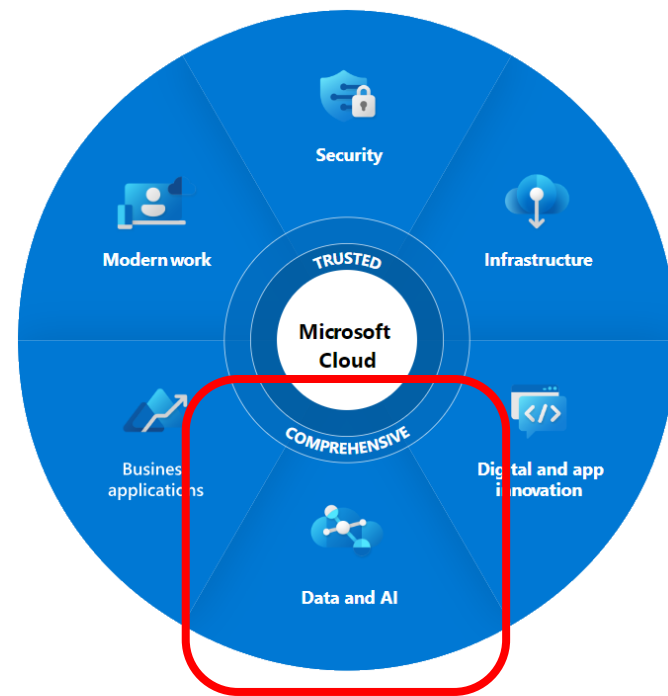 Security
Modern work
Infrastructure
TRUSTED
Microsoft
Cloud
COMPREHENSIVE
Business
applications
Digital and app
innovation
Data and AI